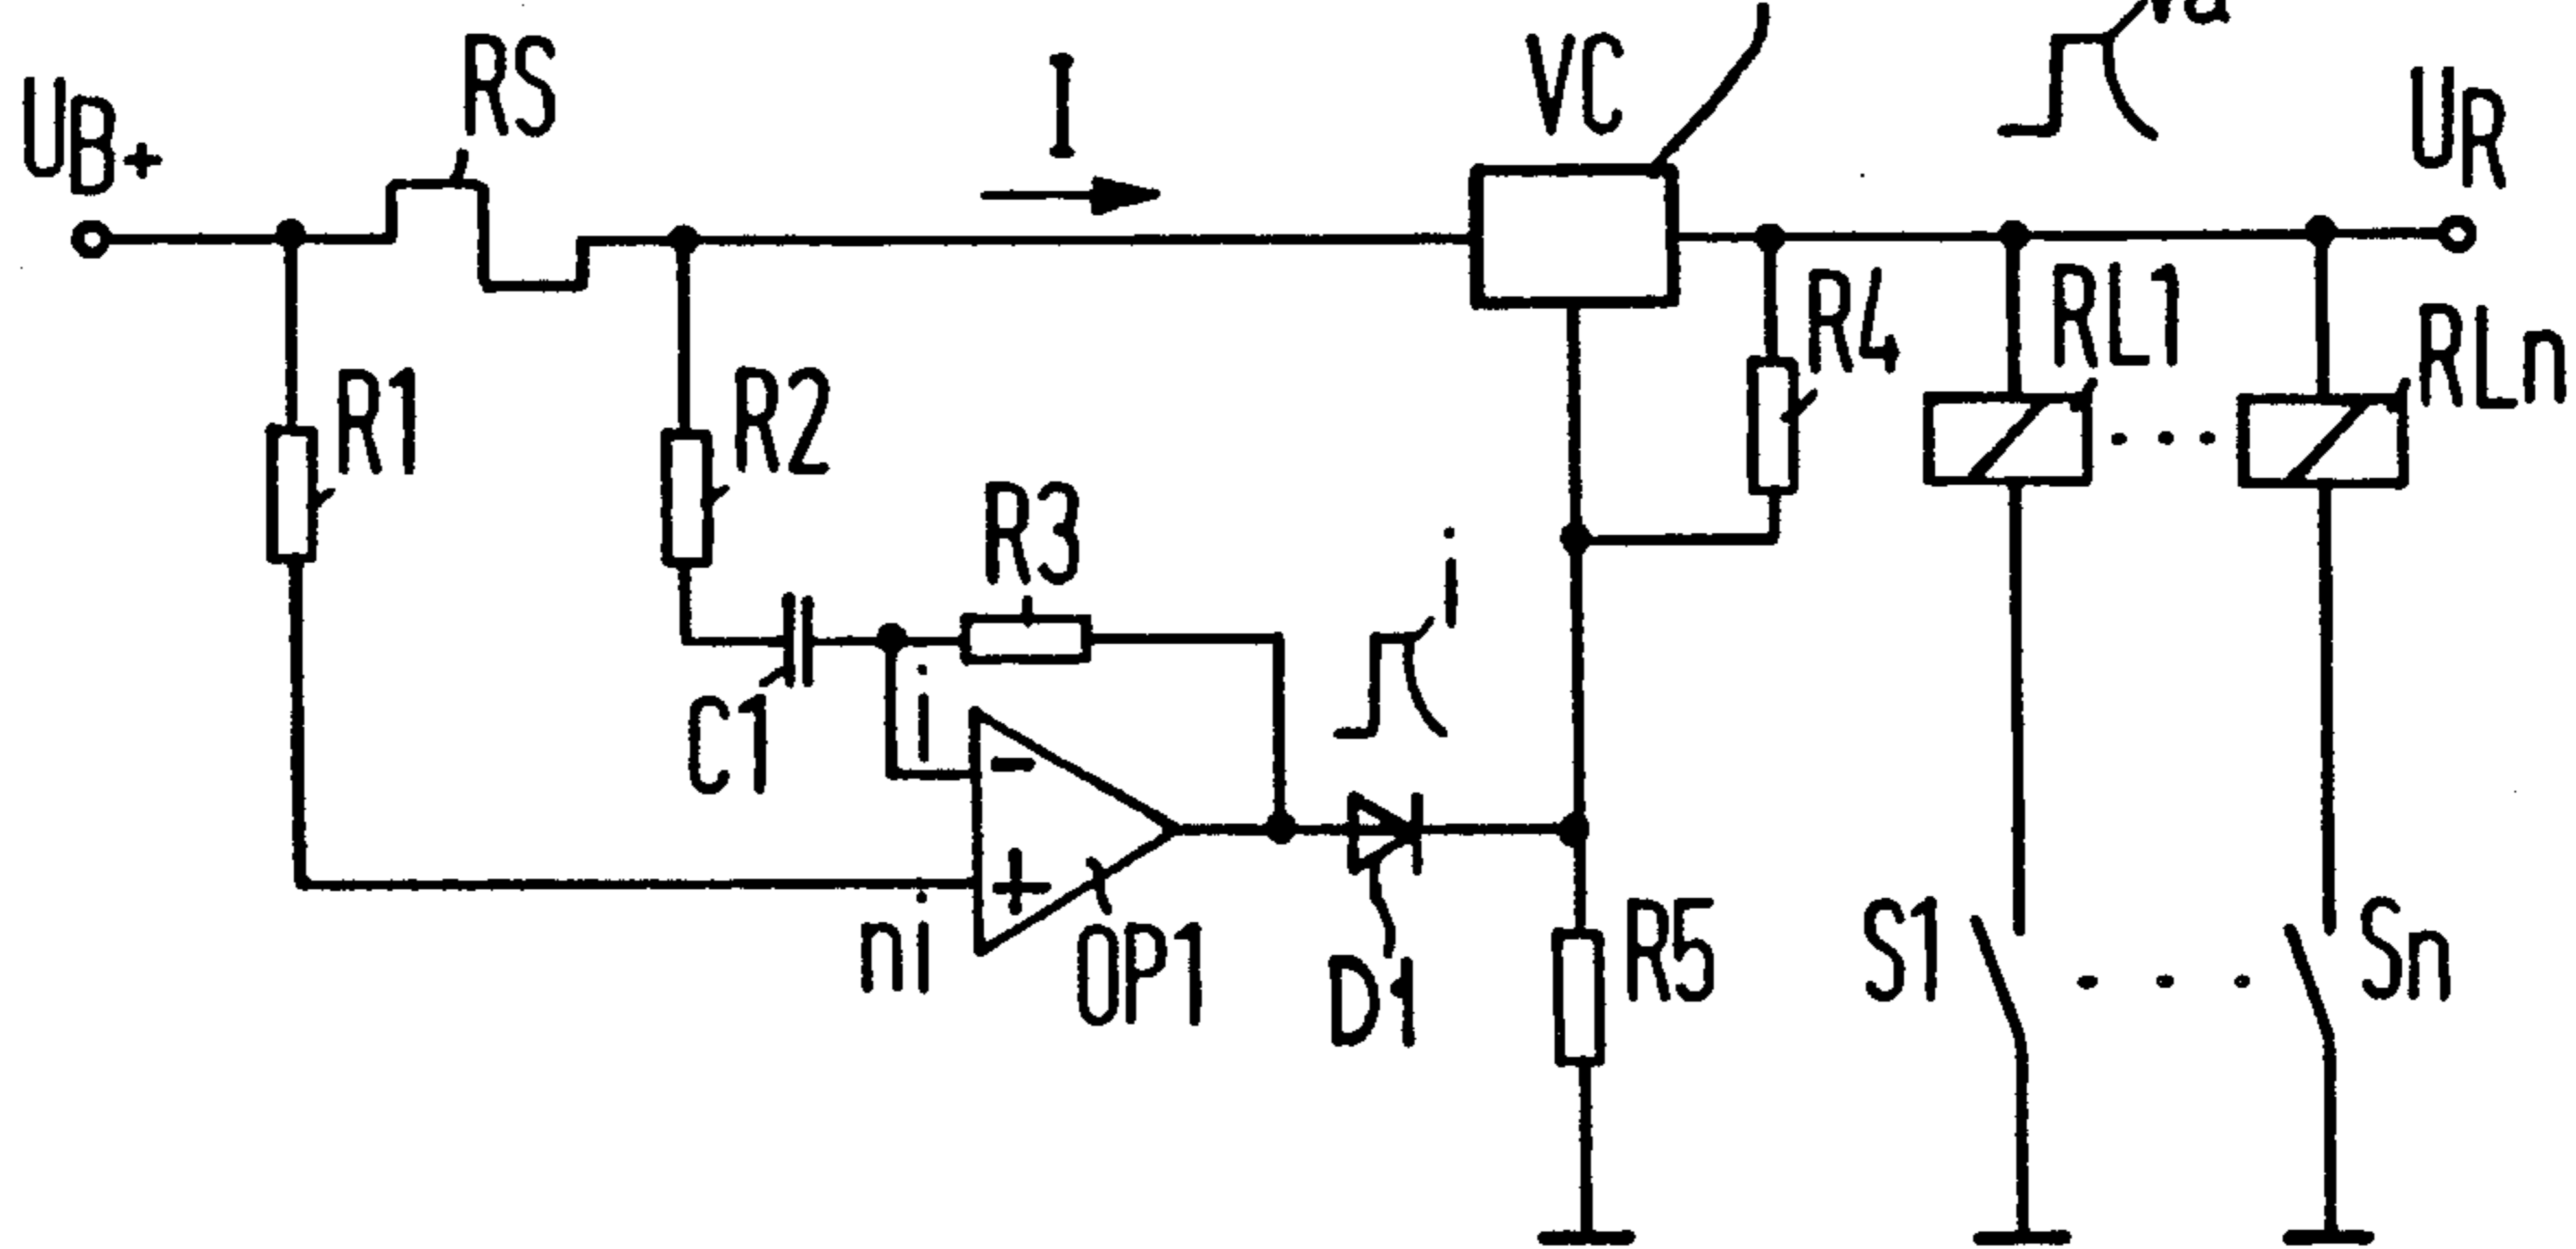 UB+
RS
I
VC
UR
R1
R2
R3
R4
RL1
RLn
i
C1
i
-
+
ni
OP1
D1
R5
S1
Sn